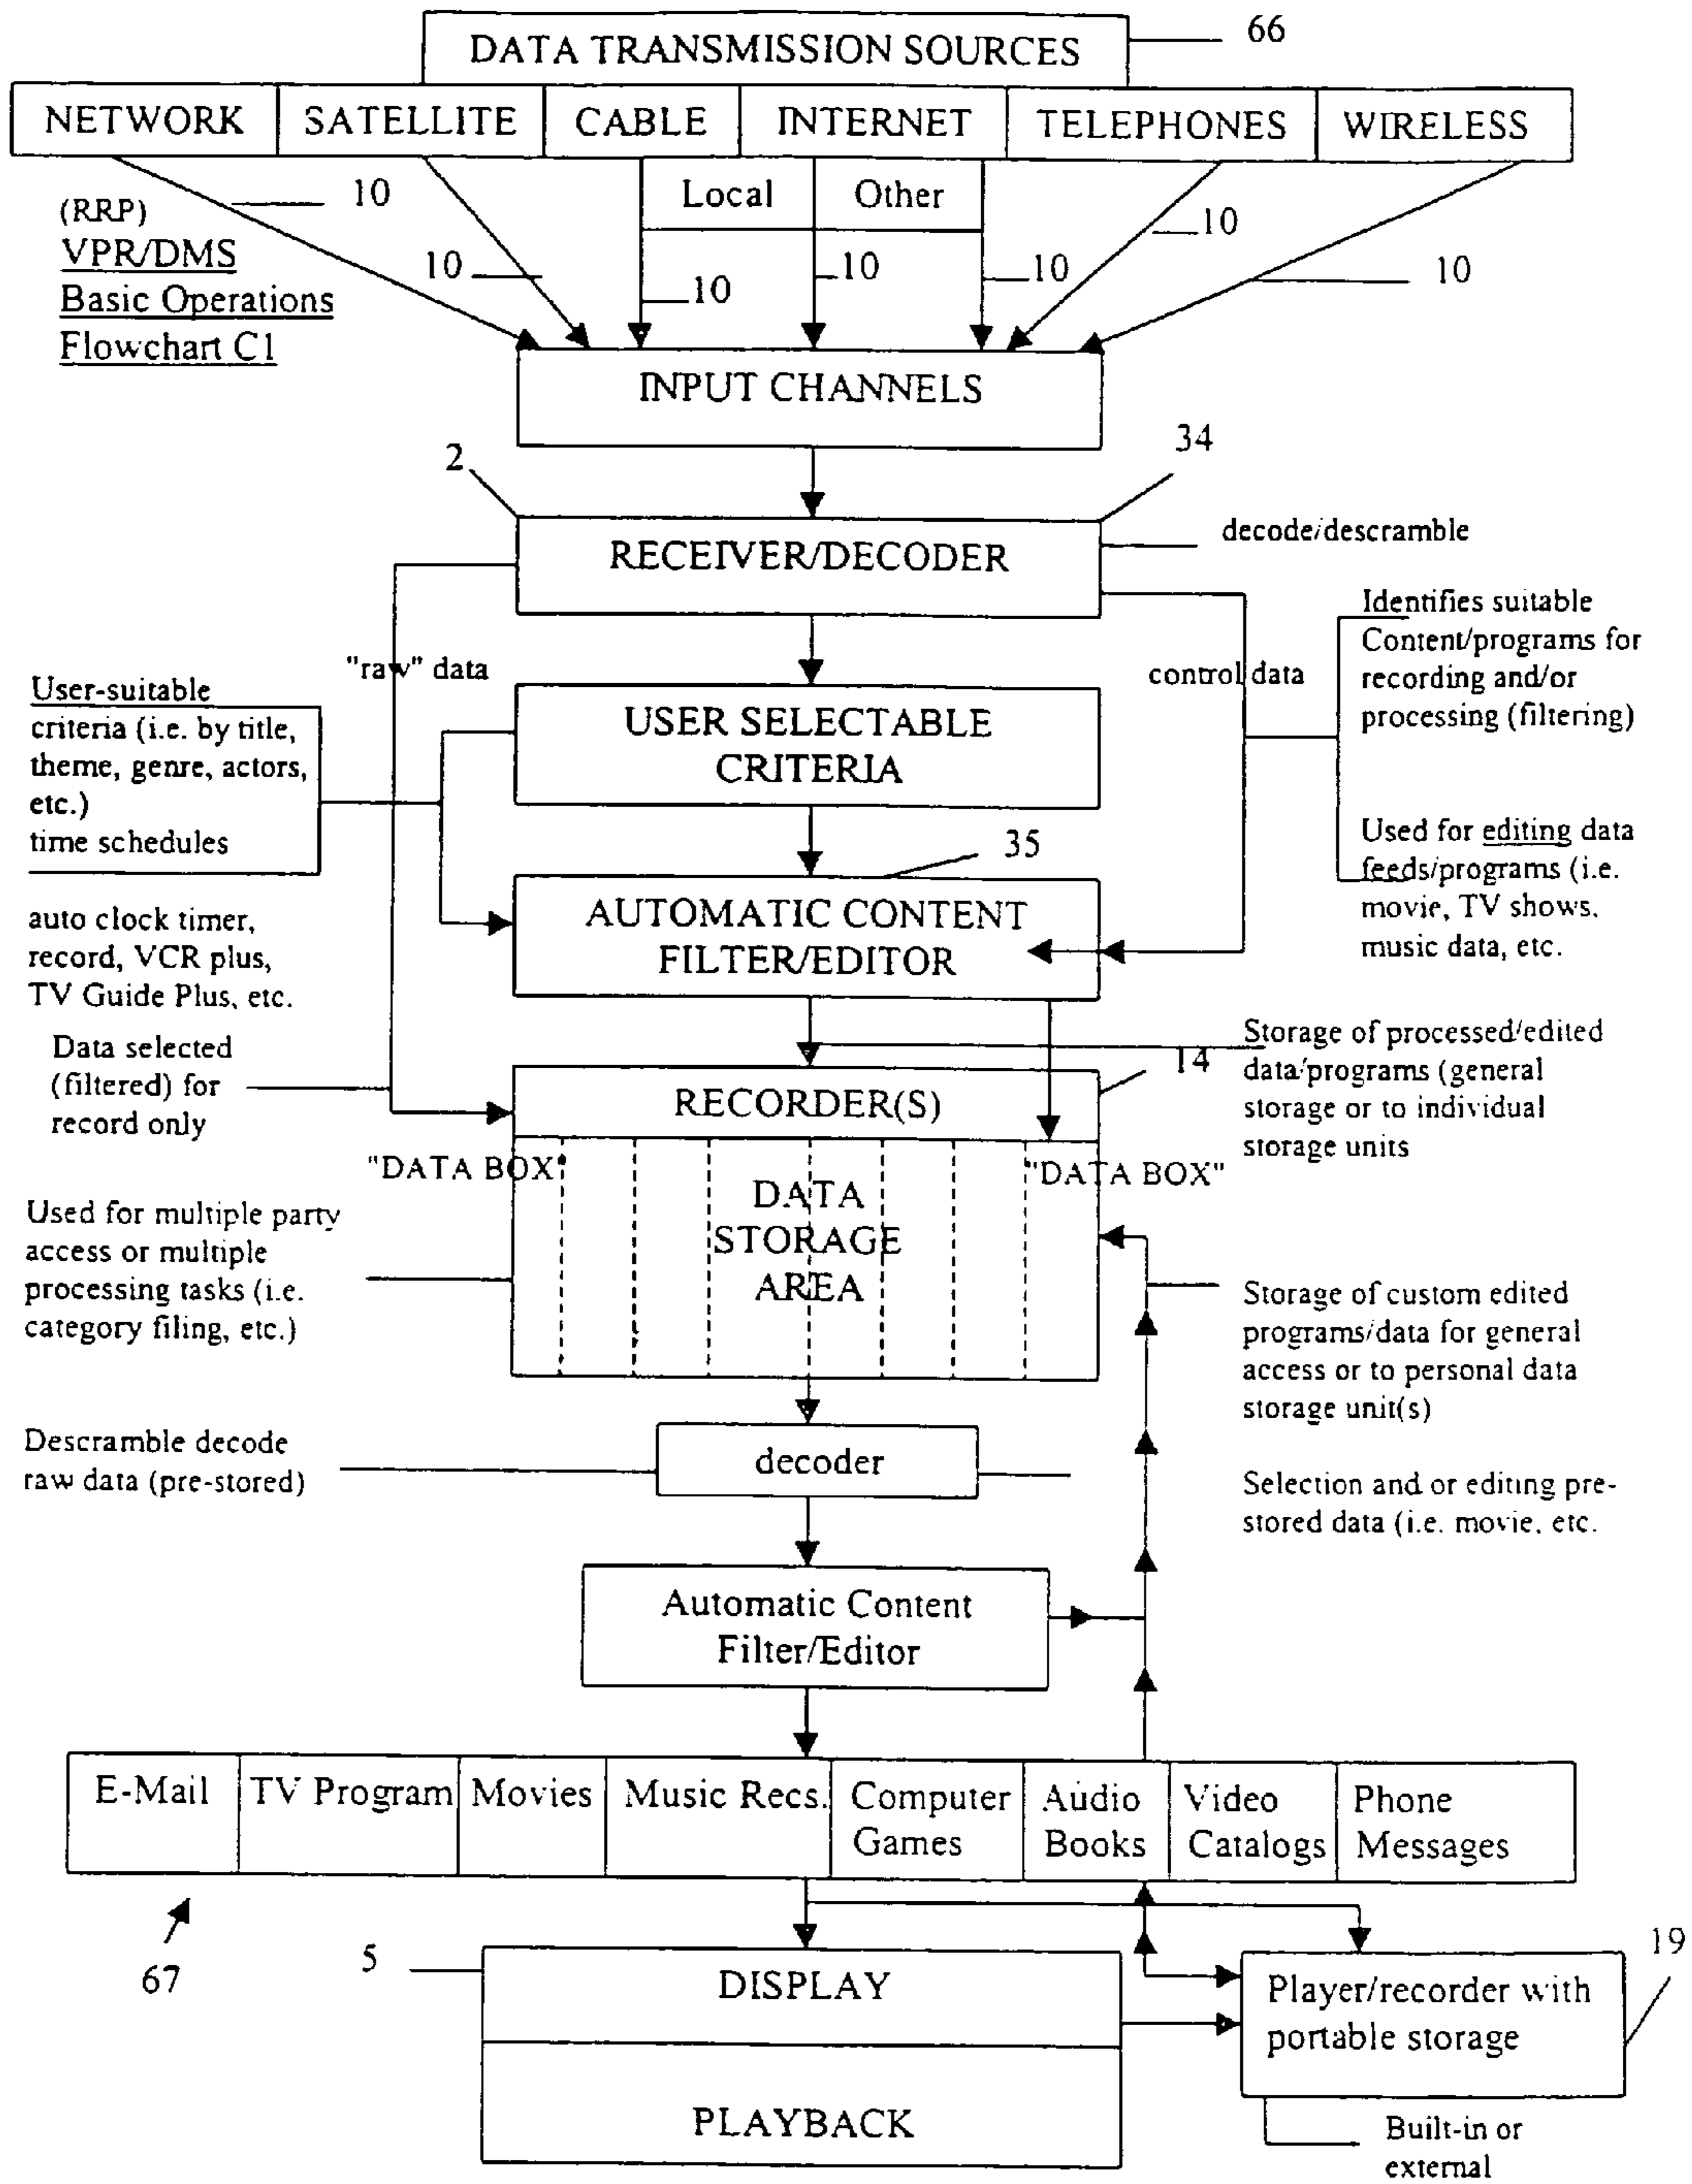 DATA TRANSMISSION SOURCES
66
NETWORK
SATELLITE
CABLE
INTERNET
TELEPHONES
WIRELESS
Local
Other
10
10
10
10
10
10
10
(RRP)
VPR/DMS
Basic Operations
Flowchart C1
INPUT CHANNELS
2
34
RECEIVER/DECODER
decode/descramble
"raw" data
control data
Identifies suitable
Content/programs for
recording and/or
processing (filtering)
User-suitable
criteria (i.e. by title,
theme, genre, actors,
etc.)
time schedules
USER SELECTABLE
CRITERIA
Used for editing data
feeds/programs (i.e.
movie, TV shows,
music data, etc.
35
AUTOMATIC CONTENT
FILTER/EDITOR
auto clock timer,
record, VCR plus,
TV Guide Plus, etc.
Data selected
(filtered) for
record only
14
Storage of processed/edited
data/programs (general
storage or to individual
storage units
RECORDER(S)
"DATA BOX"
"DATA BOX"
DATA
STORAGE
AREA
Used for multiple party
access or multiple
processing tasks (i.e.
category filing, etc.)
Storage of custom edited
programs/data for general
access or to personal data
storage unit(s)
Descramble decode
raw data (pre-stored)
decoder
Selection and or editing pre-
stored data (i.e. movie, etc.
Automatic Content
Filter/Editor
E-Mail
TV Program
Movies
Music Recs.
Computer
Games
Audio
Books
Video
Catalogs
Phone
Messages
67
5
DISPLAY
PLAYBACK
19
Player/recorder with
portable storage
Built-in or
external